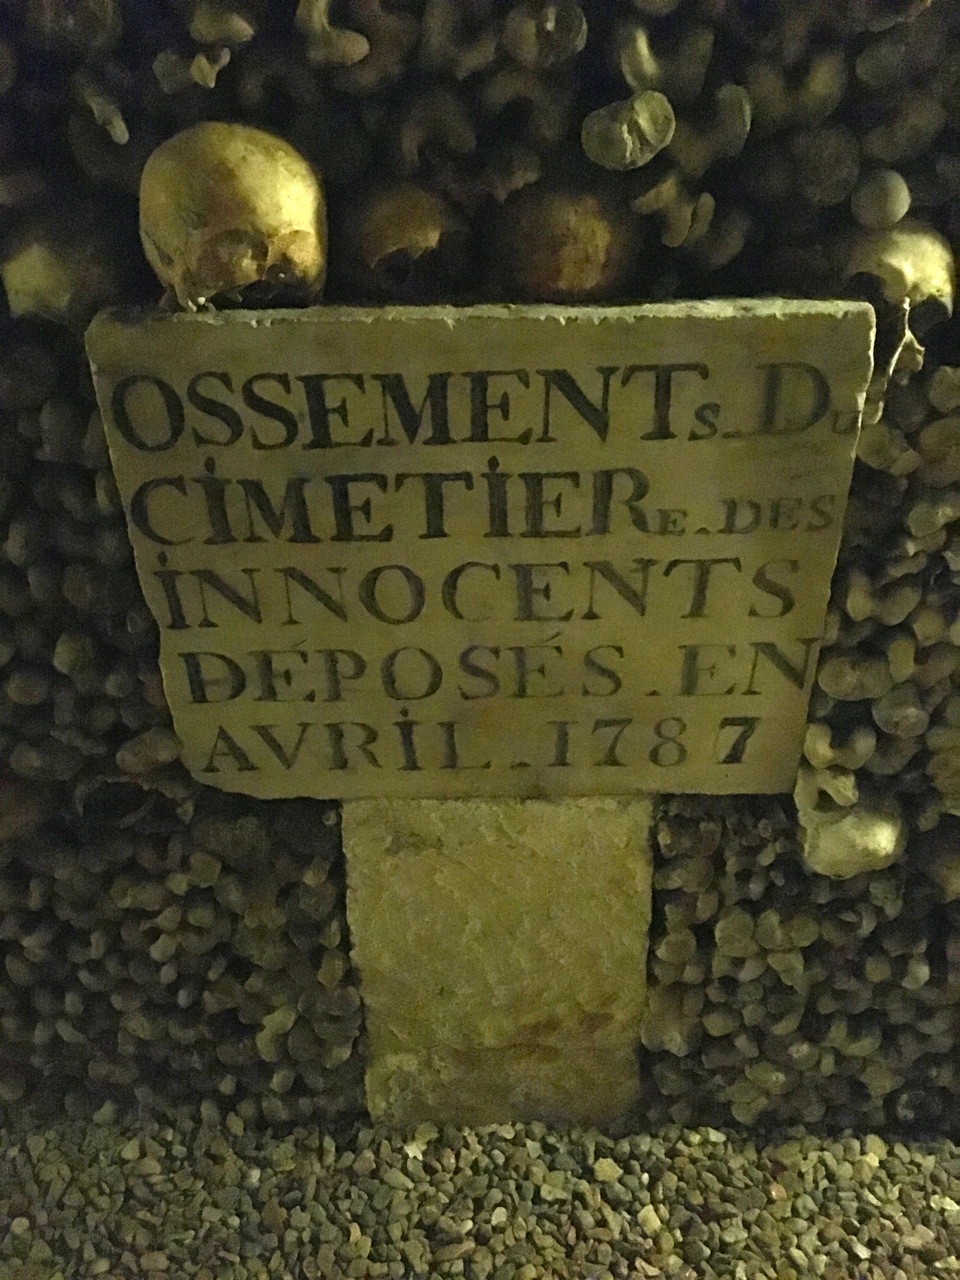 OSSEMENTS DU
CIMETIERE DES
INNOCENTS
DÉPOSÉS . EN
AVRIL . 1787